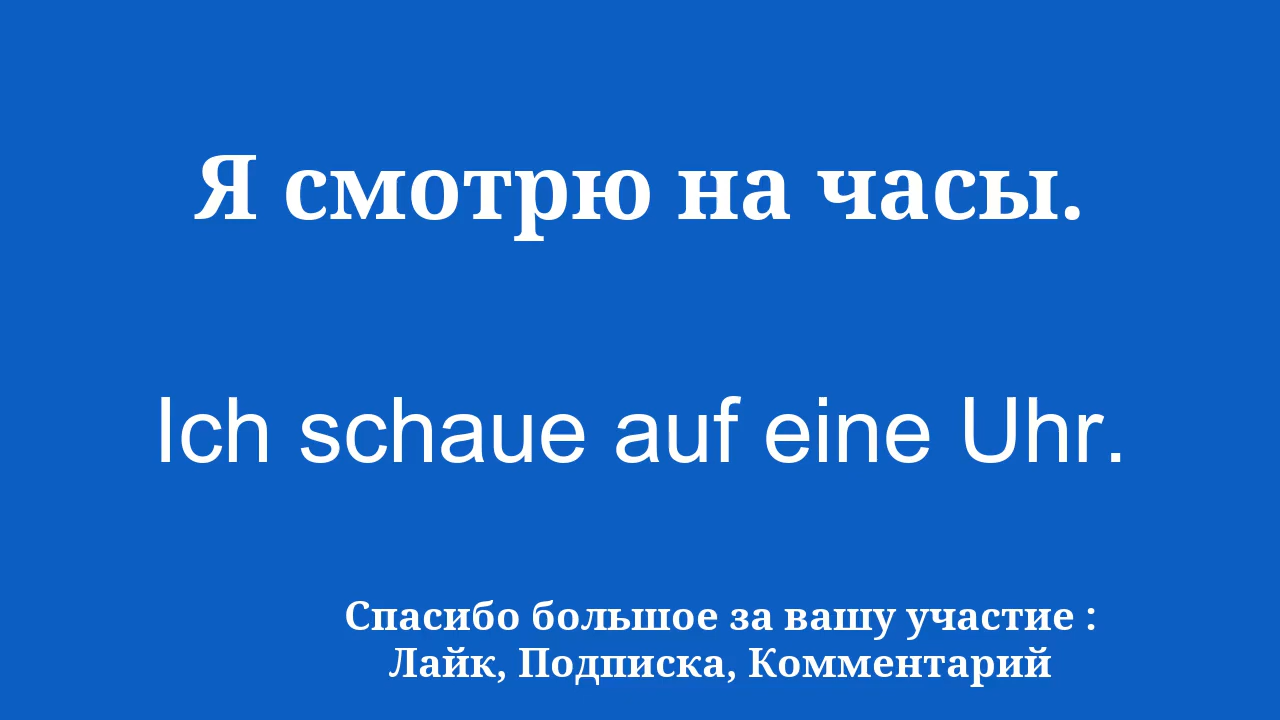 Я смотрю на часы.
Ich schaue auf eine Uhr.
Спасибо большое за вашу участие :
Лайк, Подписка, Комментарий